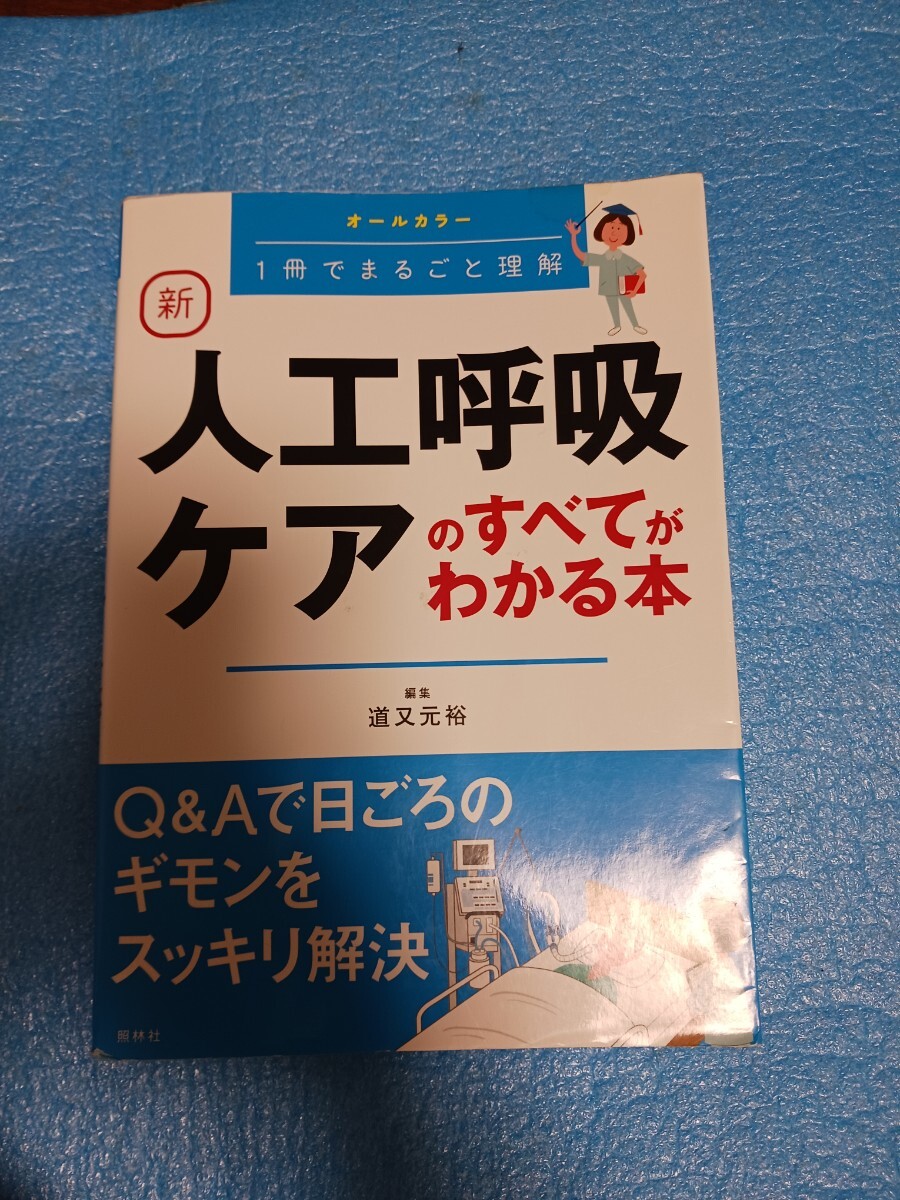 オールカラー
1冊でまるごと理解
新
人工呼吸
ケアのすべてが
わかる本
編集
道又元裕
Q&Aで日ごろの
ギモンを
スッキリ解決
照林社